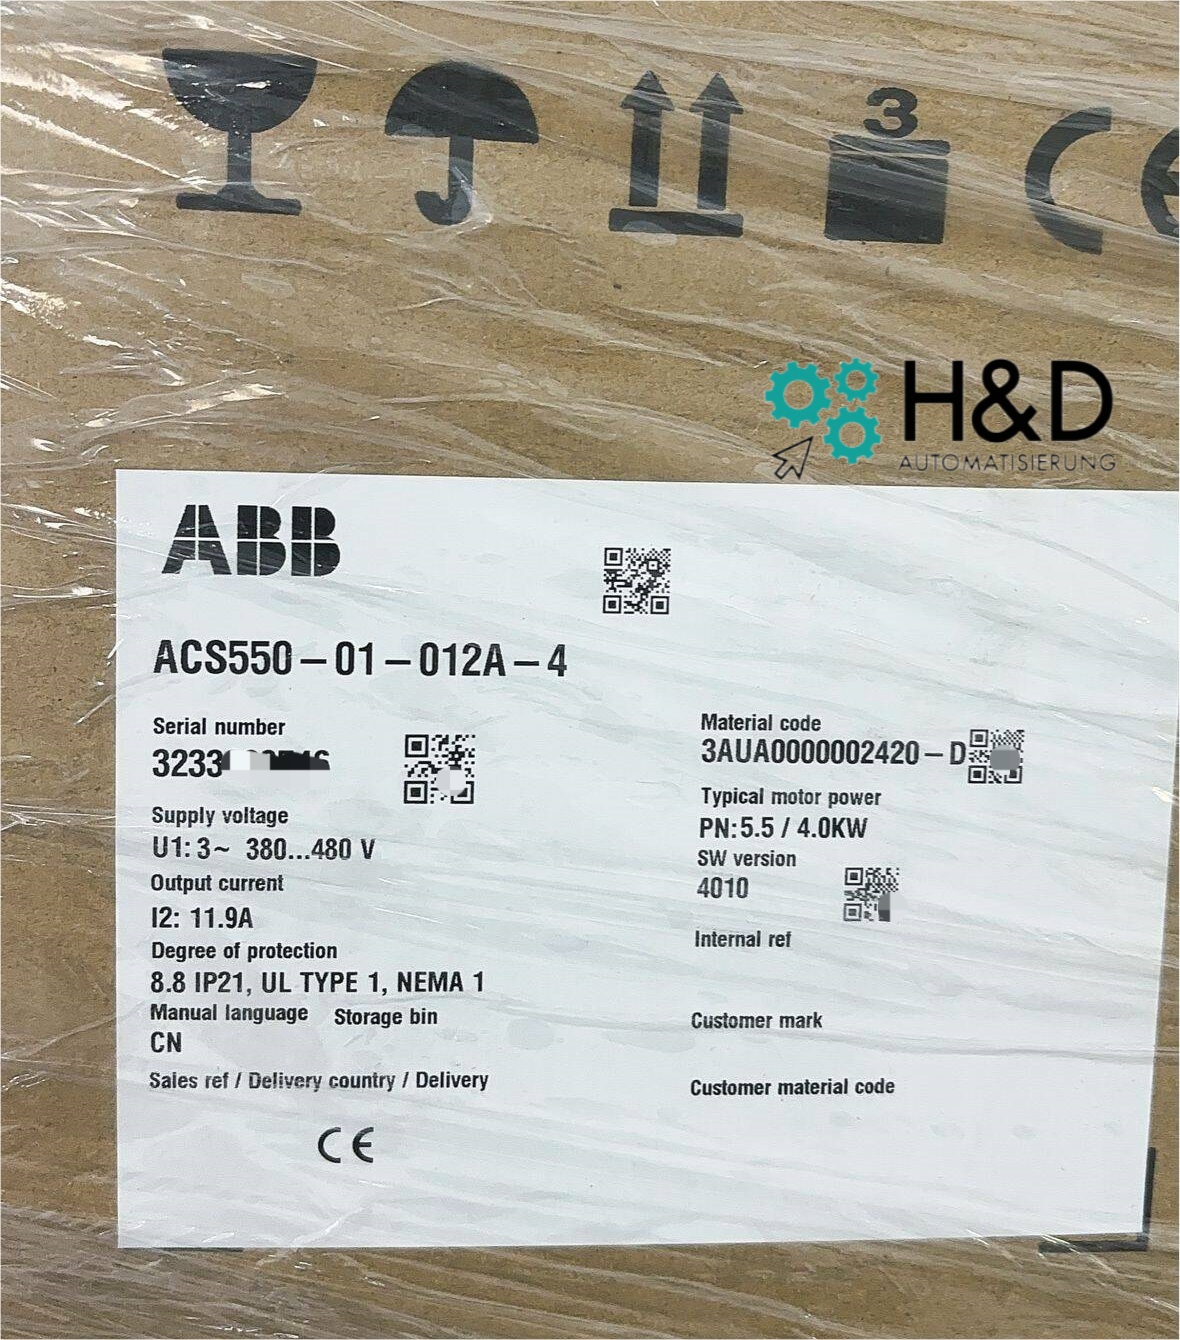 3
CE
H&D
AUTOMATISIERUNG
ABB
ACS550-01-012A-4
Serial number
3233
Supply voltage
U1: 3~ 380...480 V
Output current
I2: 11.9A
Degree of protection
8.8 IP21, UL TYPE 1, NEMA 1
Manual language Storage bin
CN
Sales ref / Delivery country / Delivery
CE
Material code
3AUA0000002420-D
Typical motor power
PN:5.5 / 4.0KW
SW version
4010
Internal ref
Customer mark
Customer material code